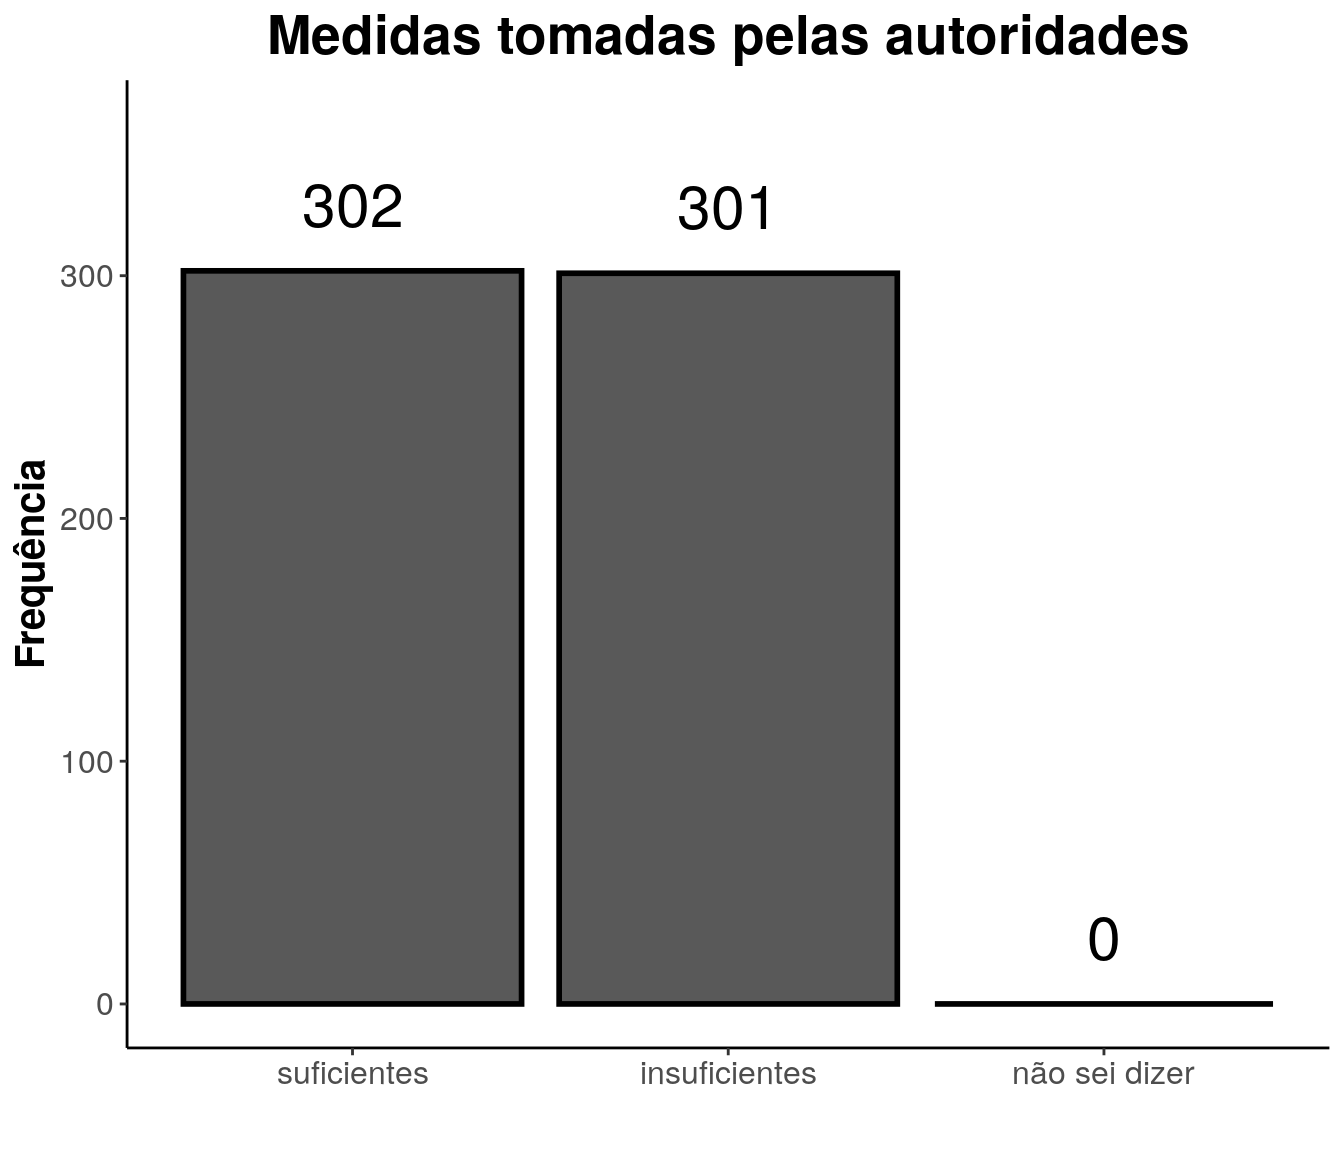 Medidas tomadas pelas autoridades
302
301
0
Frequência
300
200
100
0
suficientes
insuficientes
não sei dizer